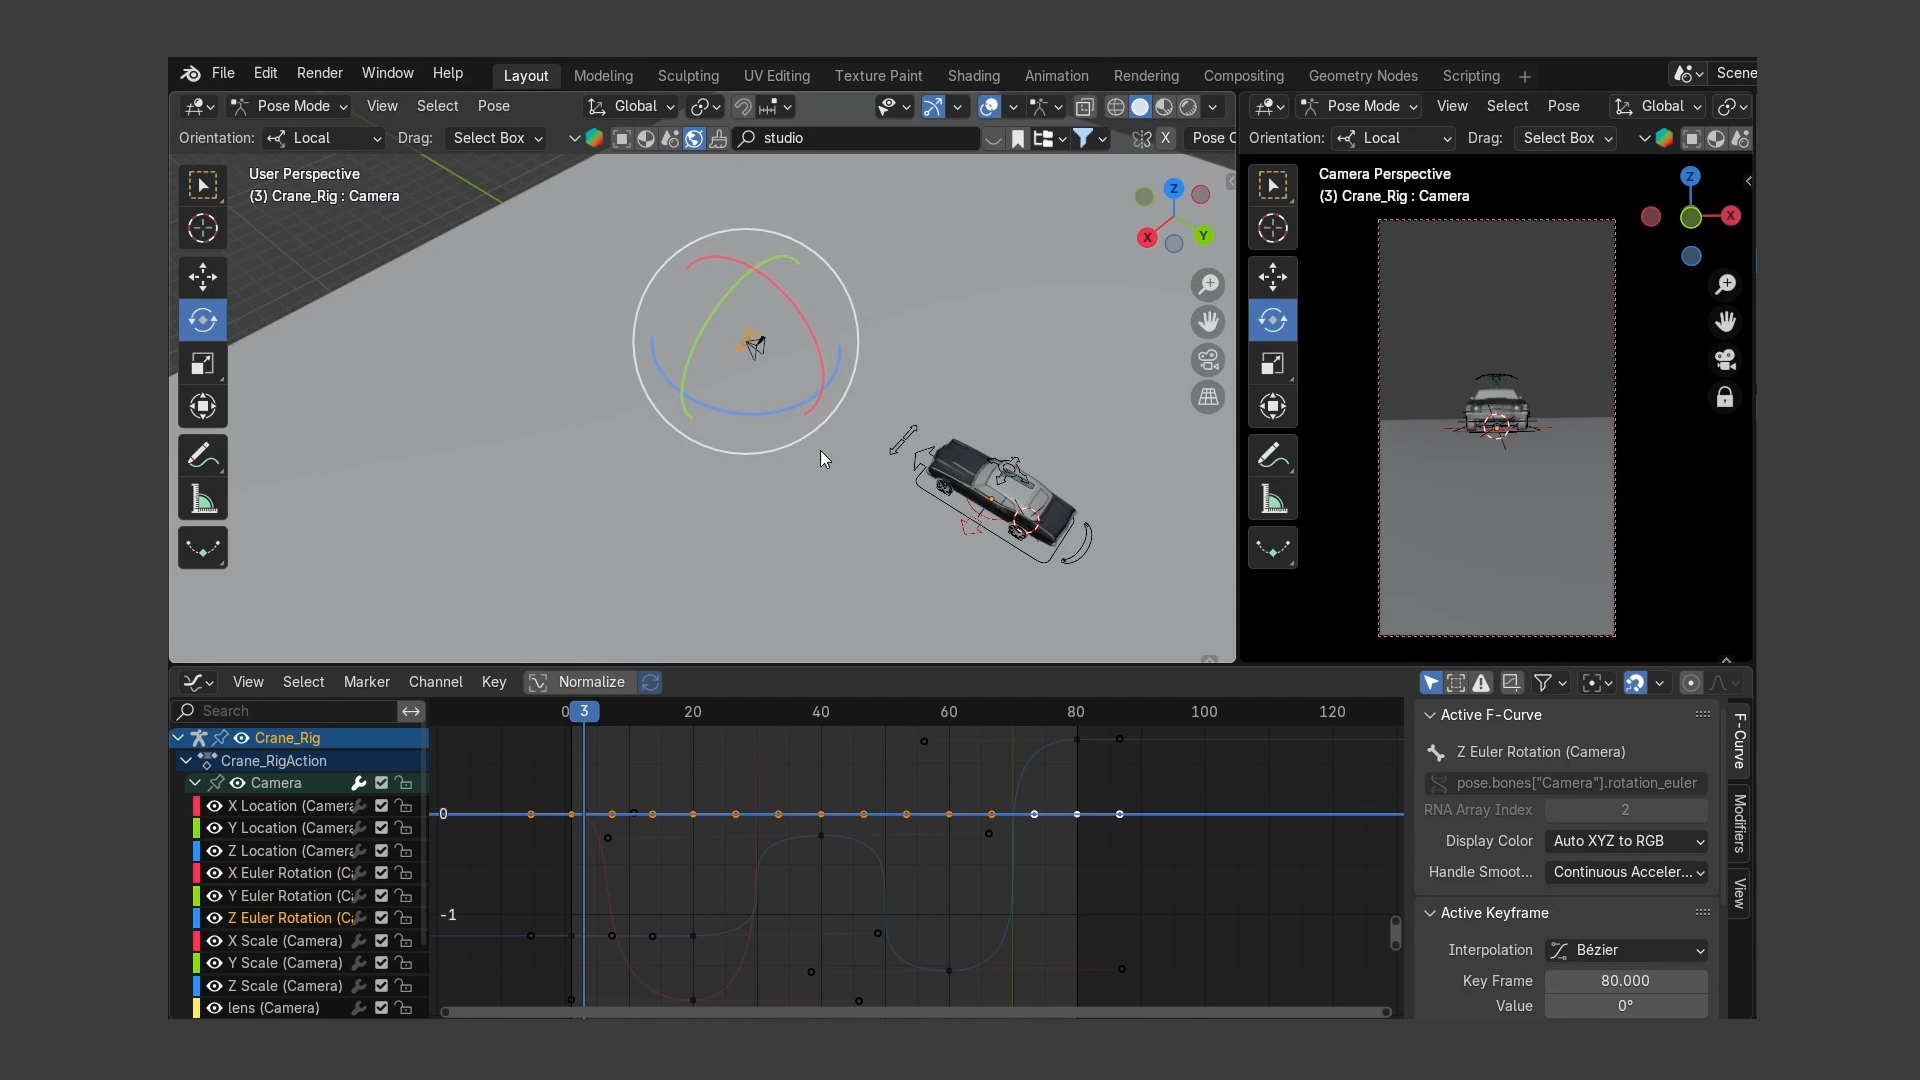 File Edit Render Window Help Layout Modeling Sculpting UV Editing Texture Paint Shading Animation Rendering Compositing Geometry Nodes Scripting + Scene
Pose Mode View Select Pose Global
Pose Mode View Select Pose Global
Orientation: Local Drag: Select Box studio X Pose
Orientation: Local Drag: Select Box
User Perspective
(3) Crane_Rig : Camera
Z
X
Y
Camera Perspective
(3) Crane_Rig : Camera
Z
X
View Select Marker Channel Key Normalize
Search
0 3 20 40 60 80 100 120
Crane_Rig
Crane_RigAction
Camera
X Location (Camera
Y Location (Camera
Z Location (Camera
X Euler Rotation (C
Y Euler Rotation (C
Z Euler Rotation (C
X Scale (Camera)
Y Scale (Camera)
Z Scale (Camera)
lens (Camera)
0
-1
Active F-Curve
Z Euler Rotation (Camera)
pose.bones["Camera"].rotation_euler
RNA Array Index 2
Display Color Auto XYZ to RGB
Handle Smoot... Continuous Acceler...
Active Keyframe
Interpolation Bézier
Key Frame 80.000
Value 0°
F-Curve
Modifiers
View